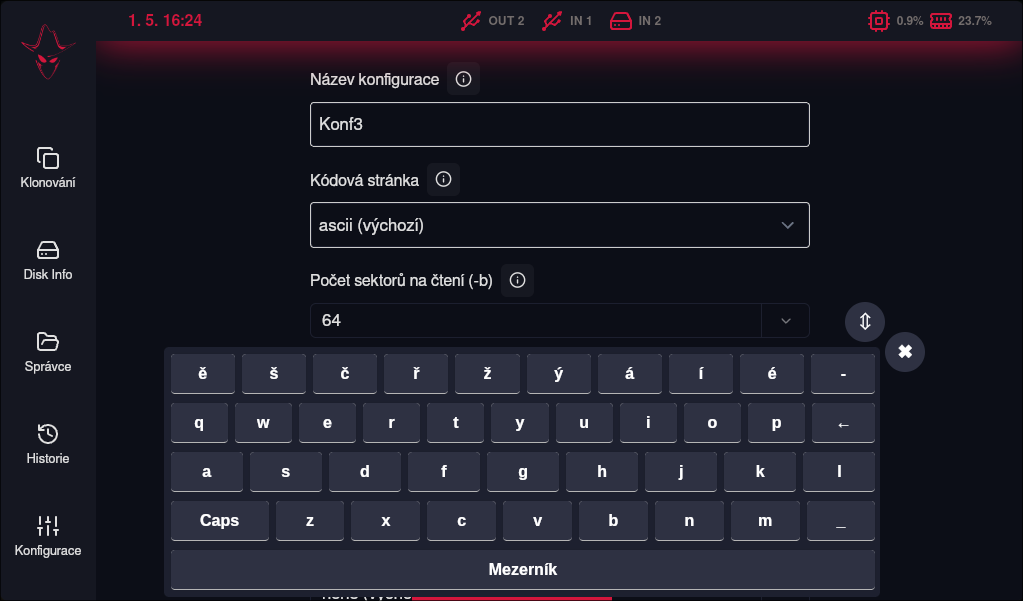 1. 5. 16:24
OUT 2
IN 1
IN 2
0.9%
23.7%
Klonování
Disk Info
Správce
Historie
Konfigurace
Název konfigurace
Konf3
Kódová stránka
ascii (výchozí)
Počet sektorů na čtení (-b)
64
ě š č ř ž ý á í é -
q w e r t y u i o p ←
a s d f g h j k l
Caps z x c v b n m _
Mezerník